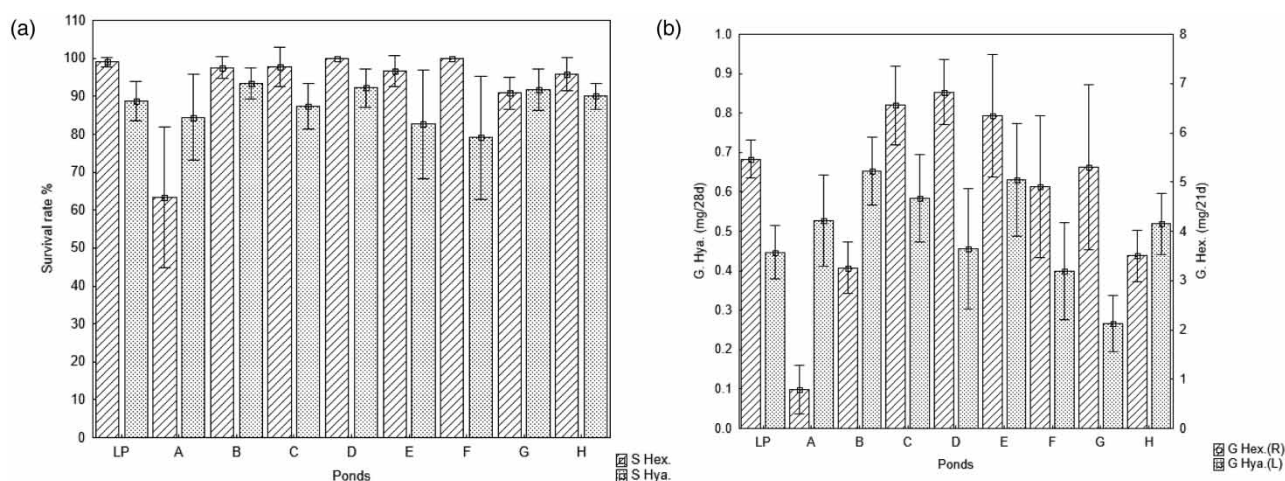 (a)
110
100
90
80
70
60
50
40
30
20
10
0
Survival rate %
LP A B C D E F G H
Ponds
S Hex.
S Hya.
(b)
1.0
0.9
0.8
0.7
0.6
0.5
0.4
0.3
0.2
0.1
0.0
G. Hya. (mg/28d)
8
7
6
5
4
3
2
1
0
G. Hex. (mg/21d)
LP A B C D E F G H
Ponds
G Hex.(R)
G Hya.(L)